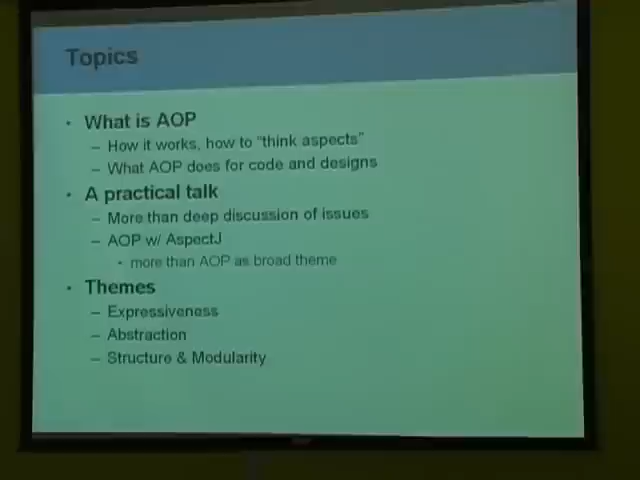 Topics
• What is AOP
– How it works, how to "think aspects"
– What AOP does for code and designs
• A practical talk
– More than deep discussion of issues
– AOP w/ AspectJ
• more than AOP as broad theme
• Themes
– Expressiveness
– Abstraction
– Structure & Modularity